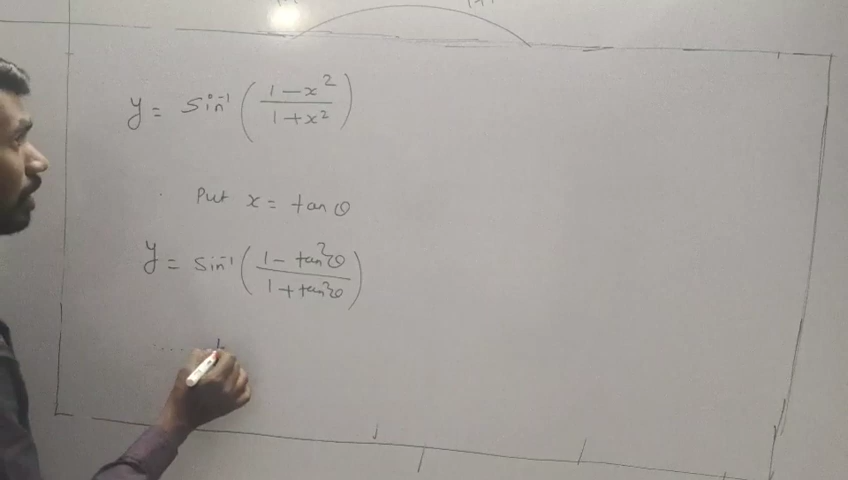 y = sin⁻¹ (1-x² / 1+x²)
Put x = tan θ
y = sin⁻¹ (1- tan²θ / 1+ tan²θ)